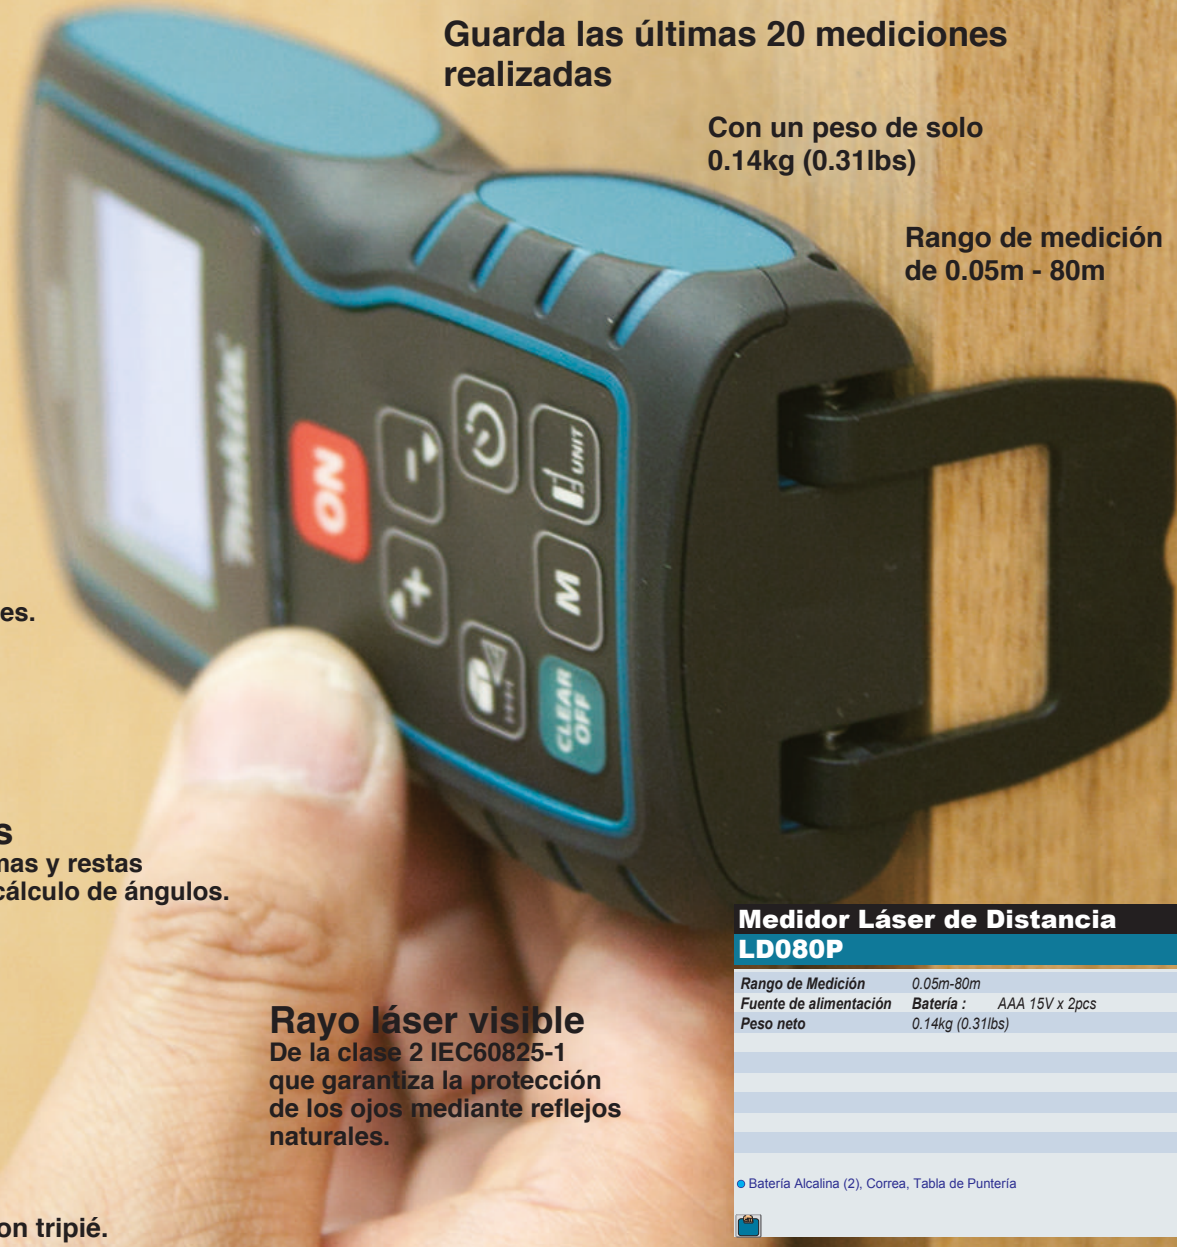 Guarda las últimas 20 mediciones
realizadas
Con un peso de solo
0.14kg (0.31lbs)
Rango de medición
de 0.05m - 80m
makita
ON
-
+
UNIT
M
CLEAR
OFF
es.
s
mas y restas
cálculo de ángulos.
Rayo láser visible
De la clase 2 IEC60825-1
que garantiza la protección
de los ojos mediante reflejos
naturales.
on tripié.
Medidor Láser de Distancia
LD080P
Rango de Medición 0.05m-80m
Fuente de alimentación Batería : AAA 15V x 2pcs
Peso neto 0.14kg (0.31lbs)
Batería Alcalina (2), Correa, Tabla de Puntería